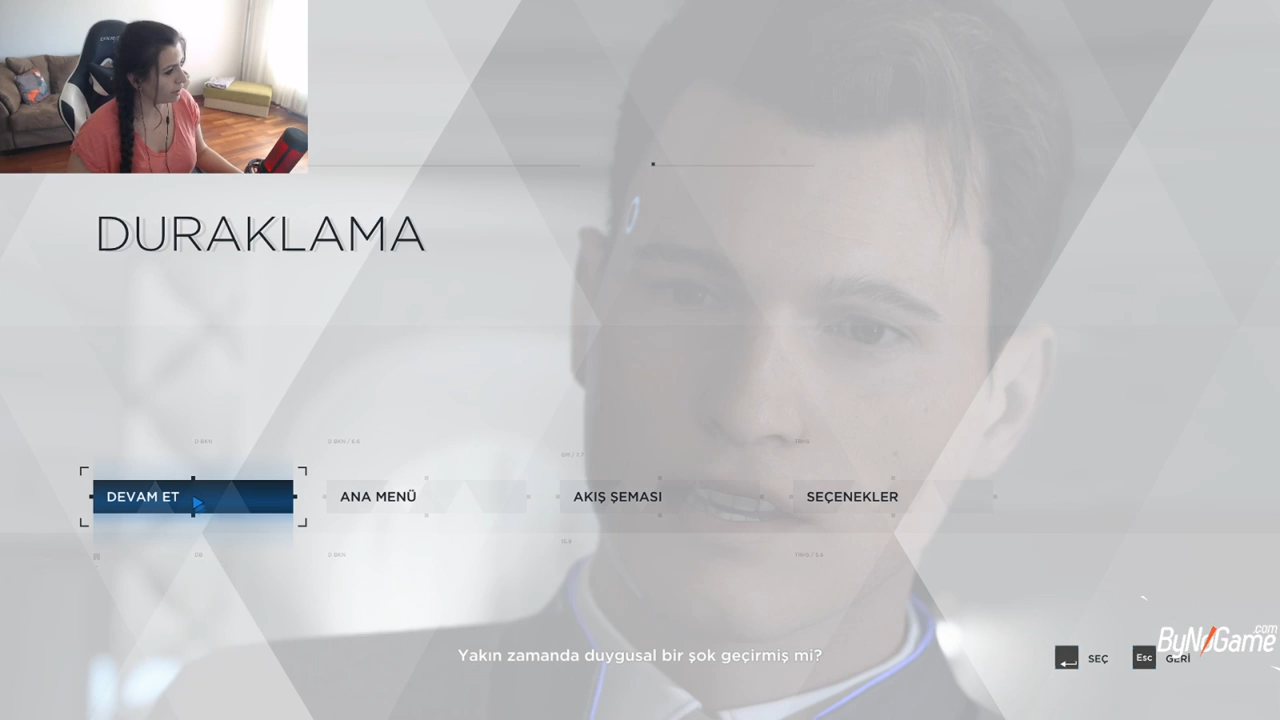 DURAKLAMA
DEVAM ET
ANA MENÜ
AKIŞ ŞEMASI
SEÇENEKLER
Yakın zamanda duygusal bir şok geçirmiş mi?
SEÇ
Esc GERİ
ByNoGame.com